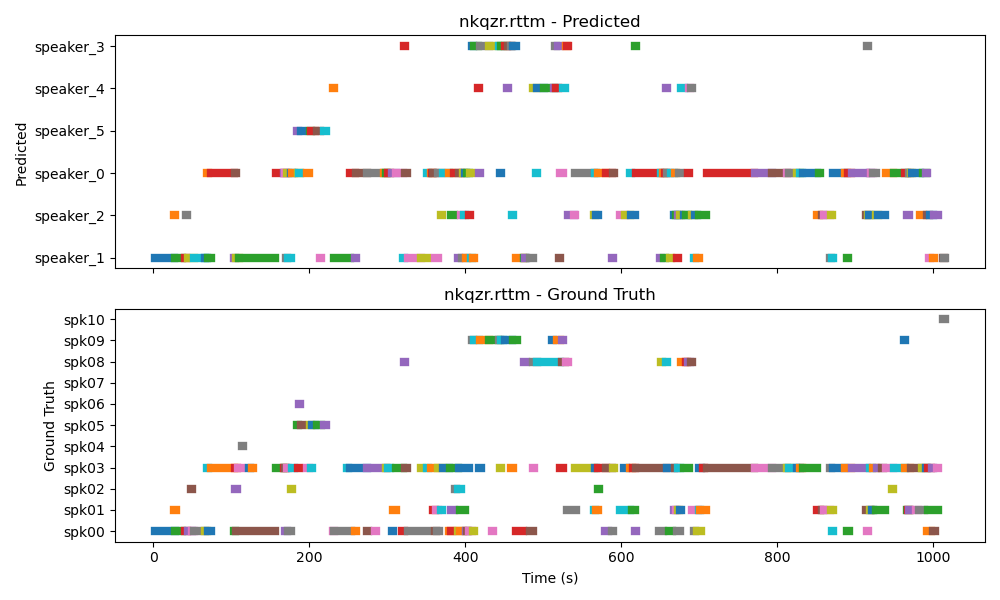 nkqzr.rttm - Predicted
speaker_3
speaker_4
speaker_5
speaker_0
speaker_2
speaker_1
Predicted
nkqzr.rttm - Ground Truth
spk10
spk09
spk08
spk07
spk06
spk05
spk04
spk03
spk02
spk01
spk00
Ground Truth
0 200 400 600 800 1000
Time (s)